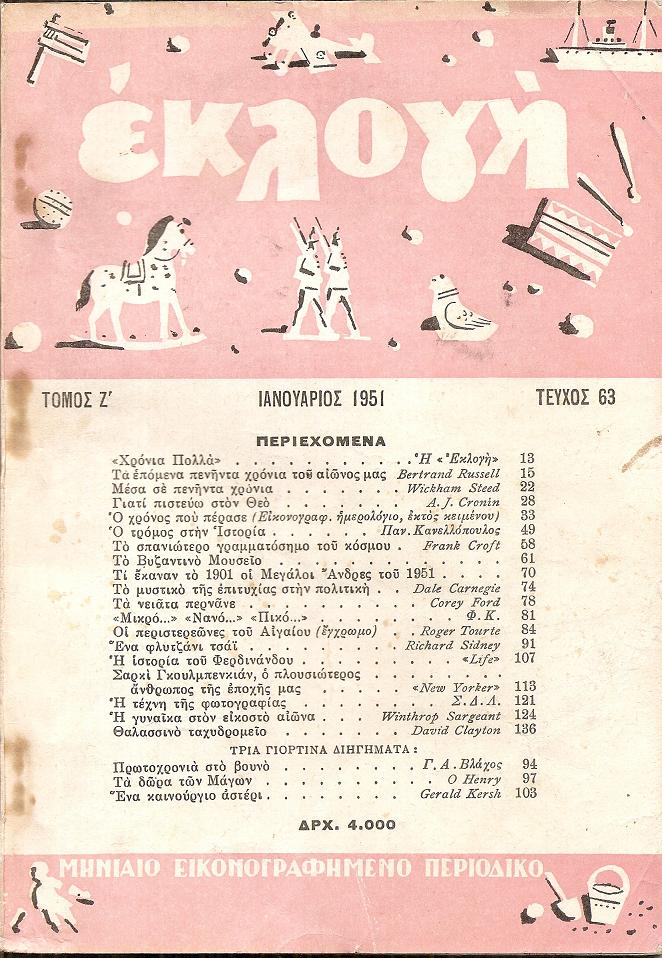 ἐκλογὴ
ΤΟΜΟΣ Ζ′ ΙΑΝΟΥΑΡΙΟΣ 1951 ΤΕΥΧΟΣ 63
ΠΕΡΙΕΧΟΜΕΝΑ
«Χρόνια Πολλὰ» . . . . . . . . . . . Ἡ «Ἐκλογὴ» 13
Τὰ ἑπόμενα πενῆντα χρόνια τοῦ αἰῶνος μας Bertrand Russell 15
Μέσα σὲ πενῆντα χρόνια . . . . . . . Wickham Steed 22
Γιατί πιστεύω στὸν Θεὸ . . . . . . . . A. J. Cronin 28
Ὁ χρόνος ποὺ πέρασε (Εἰκονογραφ. ἡμερολόγιο, ἐκτὸς κειμένου) 33
Ὁ τρόμος στὴν Ἱστορία . . . . . . Παν. Κανελλόπουλος 49
Τὸ σπανιώτερο γραμματόσημο τοῦ κόσμου . Frank Croft 58
Τὸ Βυζαντινὸ Μουσεῖο . . . . . . . . . . . . . 61
Τί ἔκαναν τὸ 1901 οἱ Μεγάλοι Ἄνδρες τοῦ 1951 . . . . 70
Τὸ μυστικὸ τῆς ἐπιτυχίας στὴν πολιτικὴ . . Dale Carnegie 74
Τὰ νειᾶτα περνᾶνε . . . . . . . . . . Corey Ford 78
«Μικρό...» «Νανό...» «Πικό...» . . . . . . . . Φ. Κ. 81
Οἱ περιστερεῶνες τοῦ Αἰγαίου (ἔγχρωμο) . . Roger Tourte 84
Ἕνα φλυτζάνι τσάϊ . . . . . . . . . Richard Sidney 91
Ἡ ἱστορία τοῦ Φερδινάνδου . . . . . . . . . «Life» 107
Σαρκὶ Γκουλμπενκιάν, ὁ πλουσιώτερος
ἄνθρωπος τῆς ἐποχῆς μας . . . . . . «New Yorker» 113
Ἡ τέχνη τῆς φωτογραφίας . . . . . . . . Σ. Δ. Λ. 121
Ἡ γυναίκα στὸν εἰκοστὸ αἰῶνα . . . Winthrop Sargeant 124
Θαλασσινὸ ταχυδρομεῖο . . . . . . . . David Clayton 136
ΤΡΙΑ ΓΙΟΡΤΙΝΑ ΔΙΗΓΗΜΑΤΑ :
Πρωτοχρονιὰ στὸ βουνὸ . . . . . . . . Γ. Α. Βλάχος 94
Τὰ δῶρα τῶν Μάγων . . . . . . . . . . O Henry 97
Ἕνα καινούργιο ἀστέρι . . . . . . . . Gerald Kersh 103
ΔΡΧ. 4.000
ΜΗΝΙΑΙΟ ΕΙΚΟΝΟΓΡΑΦΗΜΕΝΟ ΠΕΡΙΟΔΙΚΟ